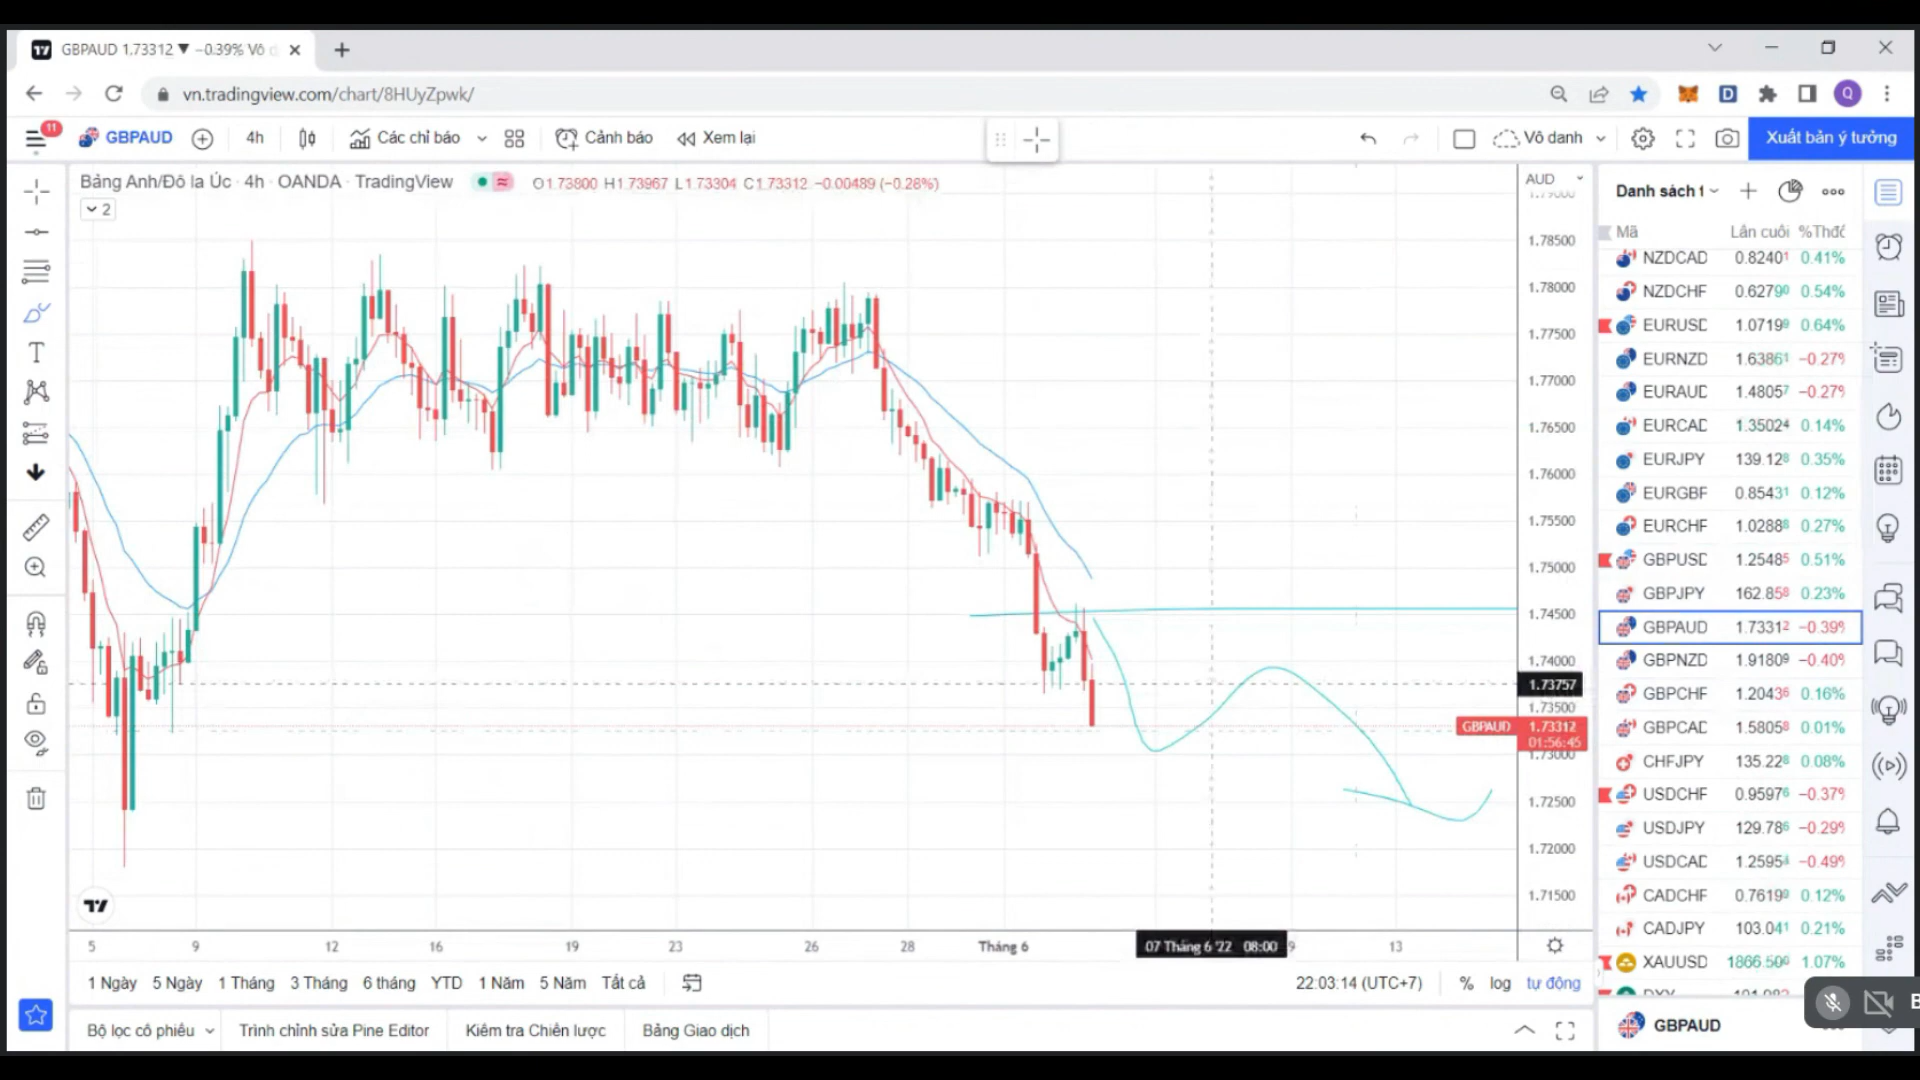 GBPAUD 1.73312 ▼ −0.39% Vô d
vn.tradingview.com/chart/8HUyZpwk/
Q
11
GBPAUD
4h
Các chỉ báo
Cảnh báo
Xem lại
Vô danh
Xuất bản ý tưởng
Bảng Anh/Đô la Úc · 4h · OANDA · TradingView
O1.73800 H1.73967 L1.73304 C1.73312 −0.00489 (−0.28%)
2
AUD
1.79000
1.78500
1.78000
1.77500
1.77000
1.76500
1.76000
1.75500
1.75000
1.74500
1.74000
1.73757
1.73500
GBPAUD 1.73312
01:56:45
1.73000
1.72500
1.72000
1.71500
5 9 12 16 19 23 26 28 Tháng 6 07 Tháng 6 '22 08:00 9 13
1 Ngày 5 Ngày 1 Tháng 3 Tháng 6 tháng YTD 1 Năm 5 Năm Tất cả
22:03:14 (UTC+7) % log tự động
Bộ lọc cổ phiếu Trình chỉnh sửa Pine Editor Kiểm tra Chiến lược Bảng Giao dịch
Danh sách t
Mã Lần cuối %Thđổ
NZDCAD 0.82401 0.41%
NZDCHF 0.62790 0.54%
EURUSD 1.07199 0.64%
EURNZD 1.63861 −0.27%
EURAUD 1.48057 −0.27%
EURCAD 1.35024 0.14%
EURJPY 139.128 0.35%
EURGBF 0.85431 0.12%
EURCHF 1.02888 0.27%
GBPUSD 1.25485 0.51%
GBPJPY 162.858 0.23%
GBPAUD 1.73312 −0.39%
GBPNZD 1.91809 −0.40%
GBPCHF 1.20436 0.16%
GBPCAD 1.58058 0.01%
CHFJPY 135.228 0.08%
USDCHF 0.95976 −0.37%
USDJPY 129.786 −0.29%
USDCAD 1.25954 −0.49%
CADCHF 0.76199 0.12%
CADJPY 103.041 0.21%
XAUUSD 1866.500 1.07%
GBPAUD